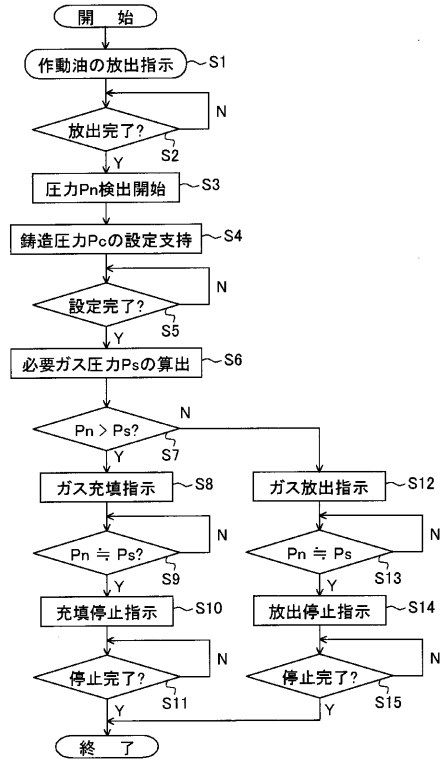 開 始
作動油の放出指示 S1
N
放出完了?
S2
Y
圧力Pn検出開始 S3
鋳造圧力Pcの設定支持 S4
N
設定完了?
S5
Y
必要ガス圧力Psの算出 S6
N
Pn > Ps?
S7
Y
ガス充填指示 S8
N
Pn ≒ Ps?
S9
Y
充填停止指示 S10
N
停止完了?
S11
Y
ガス放出指示 S12
N
Pn ≒ Ps
S13
Y
放出停止指示 S14
N
停止完了?
S15
Y
終 了